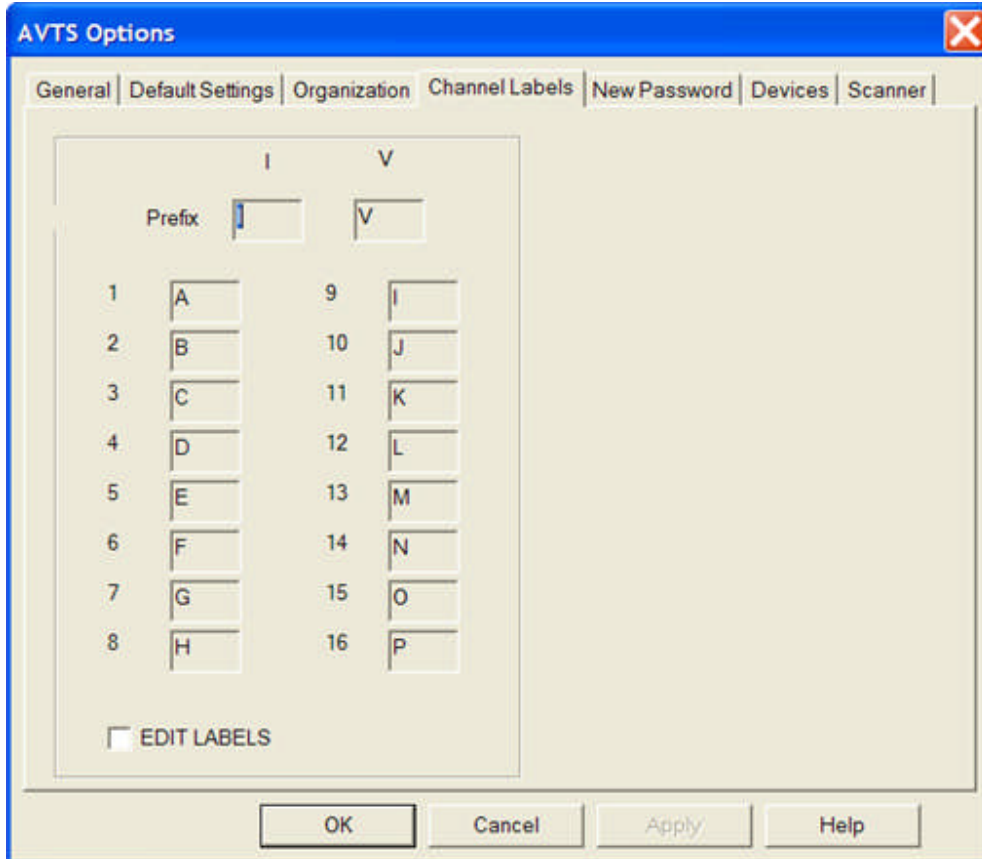 AVTS Options
General Default Settings Organization Channel Labels New Password Devices Scanner
I V
Prefix I V
1 A 9 I
2 B 10 J
3 C 11 K
4 D 12 L
5 E 13 M
6 F 14 N
7 G 15 O
8 H 16 P
EDIT LABELS
OK Cancel Apply Help